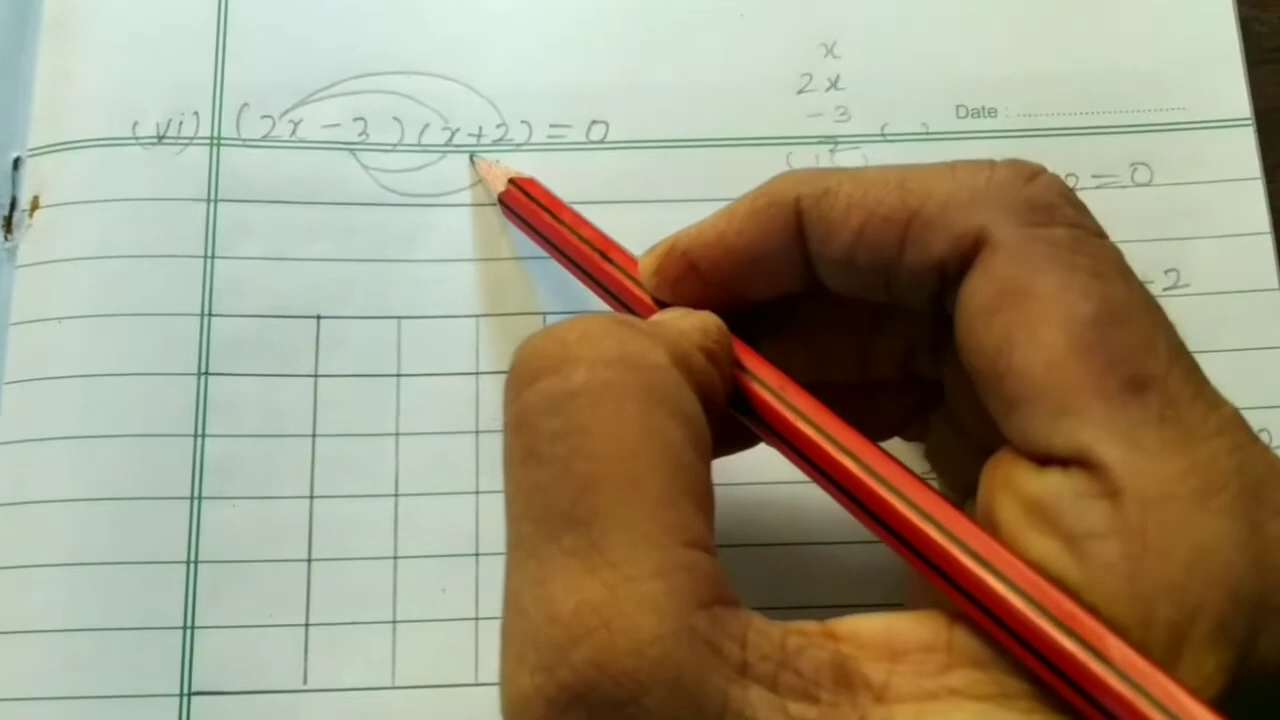 x
2x
-3
Date :
(vi) (2x - 3)(x+2) = 0
= 0
2